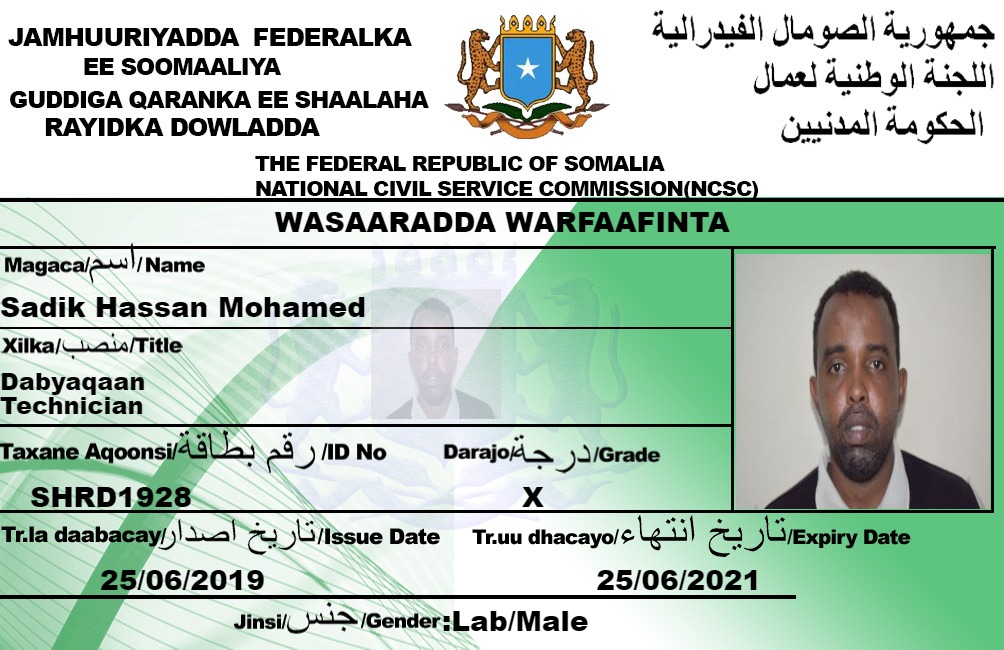 JAMHUURIYADDA FEDERALKA
EE SOOMAALIYA
GUDDIGA QARANKA EE SHAALAHA
RAYIDKA DOWLADDA
جمهورية الصومال الفيدرالية
اللجنة الوطنية لعمال
الحكومة المدنيين
THE FEDERAL REPUBLIC OF SOMALIA
NATIONAL CIVIL SERVICE COMMISSION(NCSC)
WASAARADDA WARFAAFINTA
Magaca/اسم/Name
Sadik Hassan Mohamed
Xilka/منصب/Title
Dabyaqaan
Technician
Taxane Aqoonsi/رقم بطاقة/ID No
Darajo/درجة/Grade
SHRD1928
X
Tr.la daabacay/تاريخ اصدار/Issue Date
Tr.uu dhacayo/تاريخ انتهاء/Expiry Date
25/06/2019
25/06/2021
Jinsi/جنس/Gender:Lab/Male